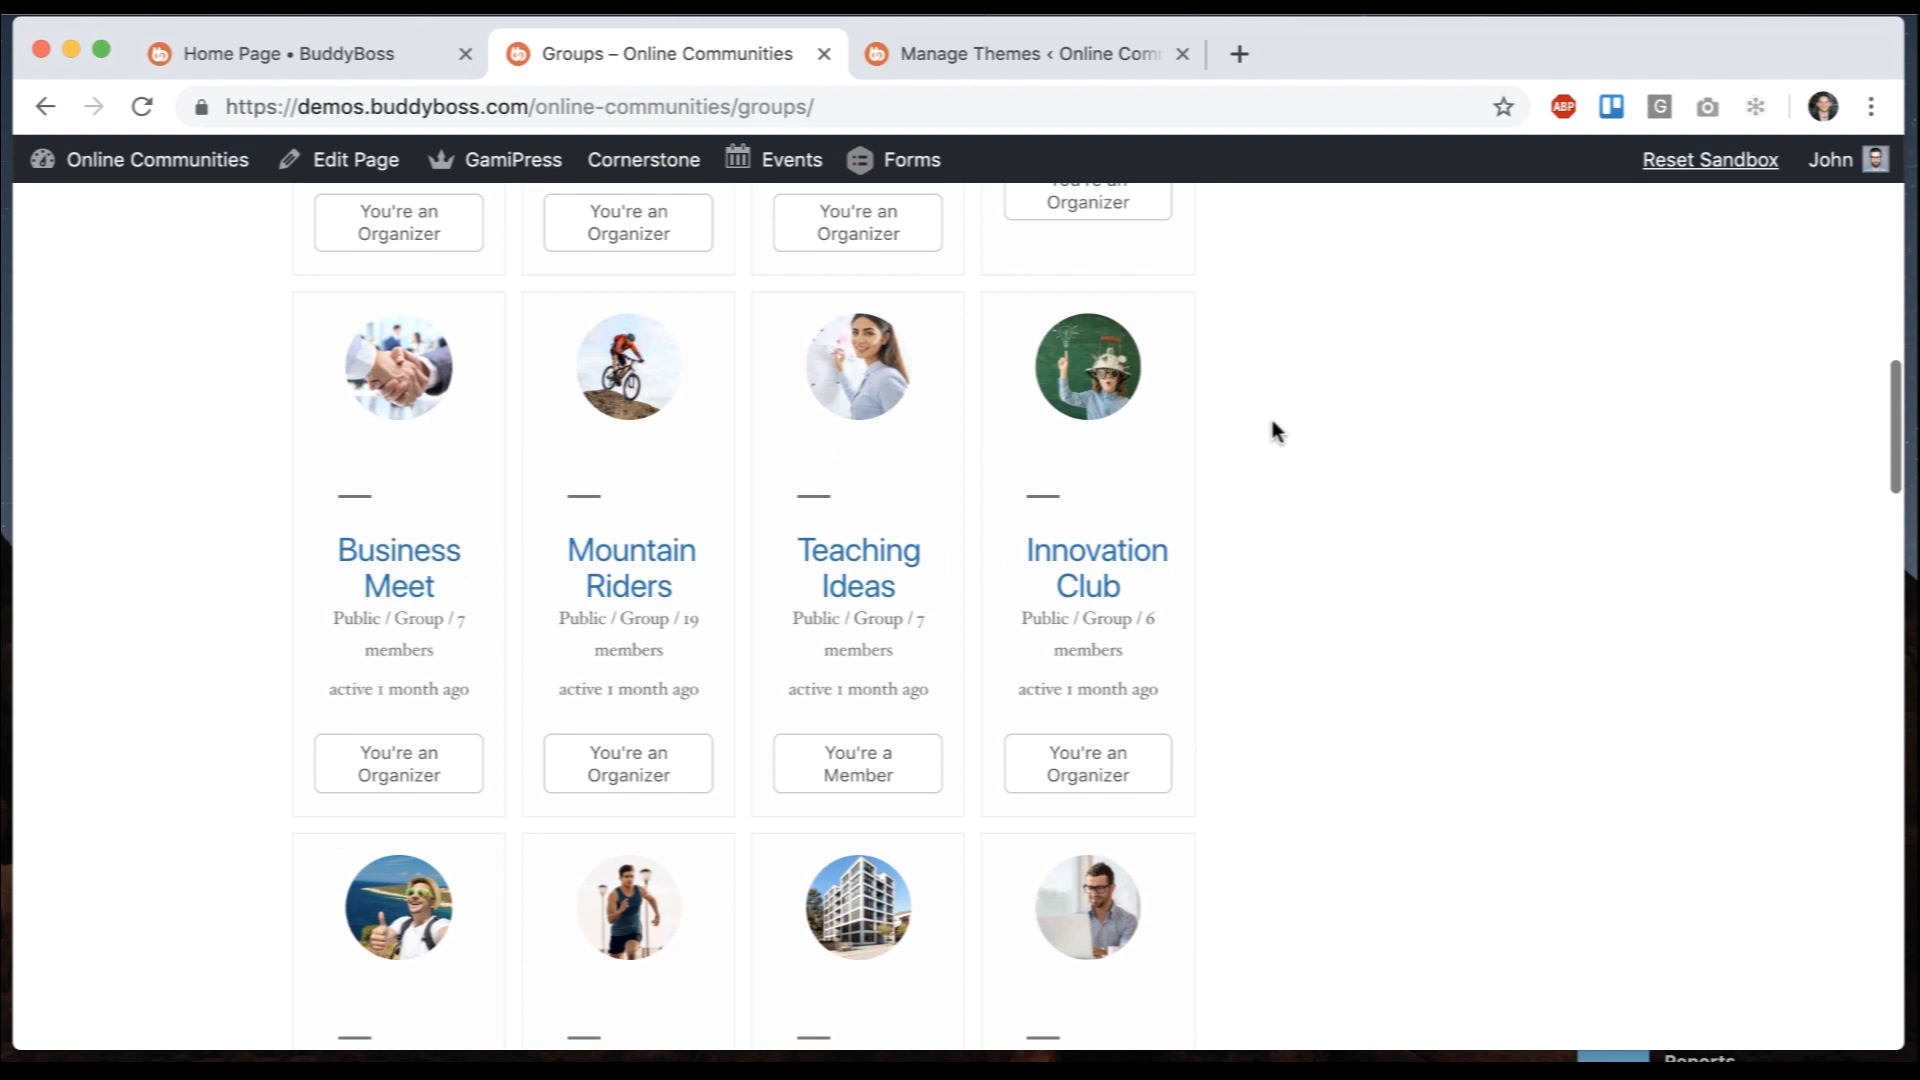 Home Page • BuddyBoss
Groups – Online Communities
Manage Themes ‹ Online Com
https://demos.buddyboss.com/online-communities/groups/
ABP
G
Online Communities
Edit Page
GamiPress
Cornerstone
Events
Forms
Reset Sandbox
John
You're an
Organizer
You're an
Organizer
You're an
Organizer
You're an
Organizer
Business
Meet
Public / Group / 7
members
active 1 month ago
You're an
Organizer
Mountain
Riders
Public / Group / 19
members
active 1 month ago
You're an
Organizer
Teaching
Ideas
Public / Group / 7
members
active 1 month ago
You're a
Member
Innovation
Club
Public / Group / 6
members
active 1 month ago
You're an
Organizer
Reports